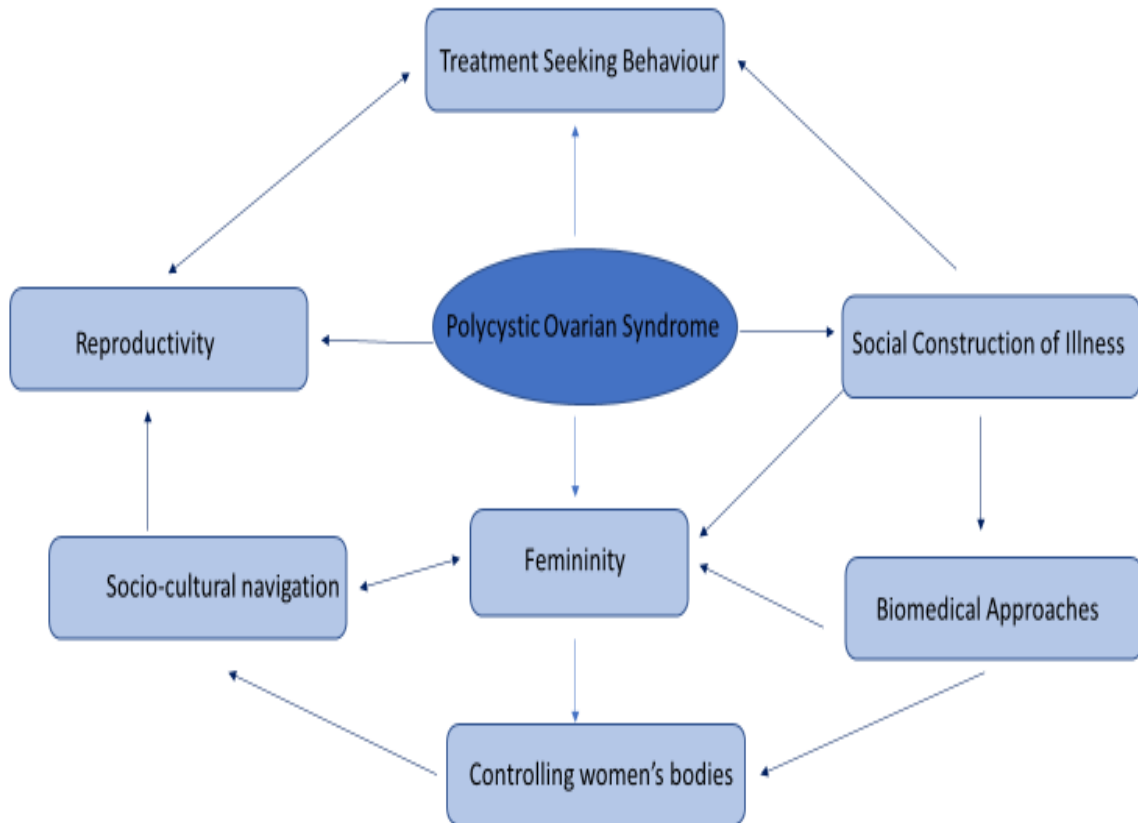 Treatment Seeking Behaviour
Polycystic Ovarian Syndrome
Reproductivity
Social Construction of Illness
Femininity
Socio-cultural navigation
Biomedical Approaches
Controlling women’s bodies